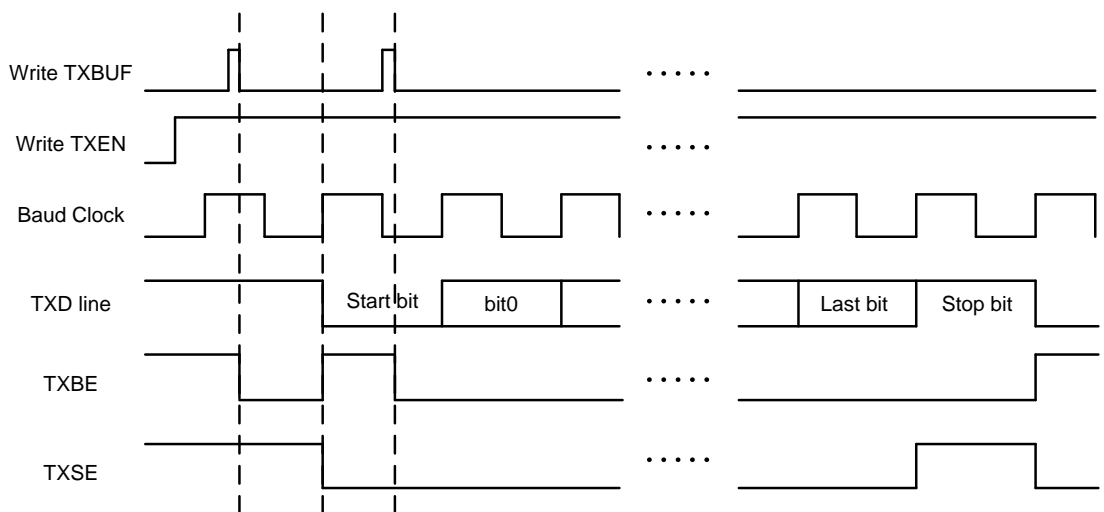 Write TXBUF
Write TXEN
Baud Clock
TXD line
Start bit
bit0
Last bit
Stop bit
TXBE
TXSE